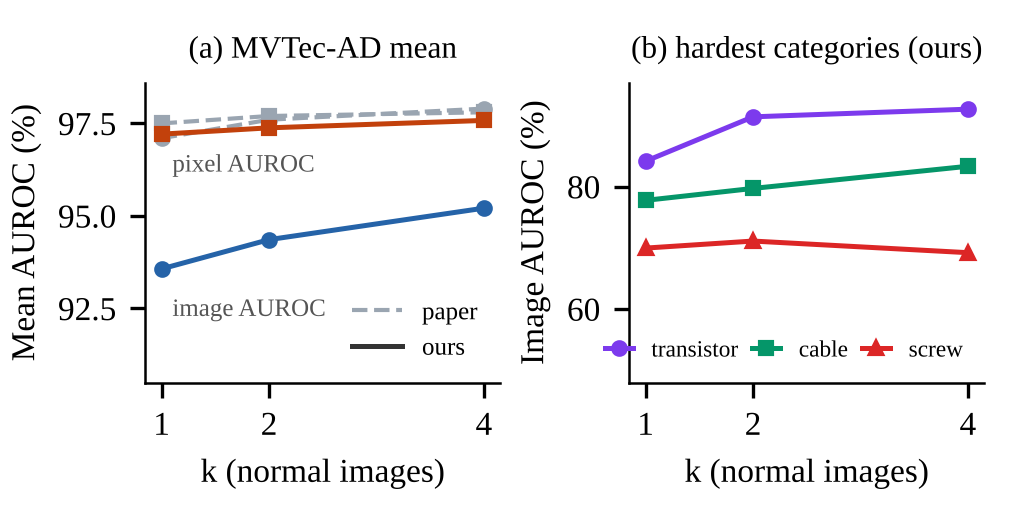 (a) MVTec-AD mean
Mean AUROC (%)
97.5
95.0
92.5
pixel AUROC
image AUROC
paper
ours
1
2
4
k (normal images)
(b) hardest categories (ours)
Image AUROC (%)
80
60
transistor
cable
screw
1
2
4
k (normal images)